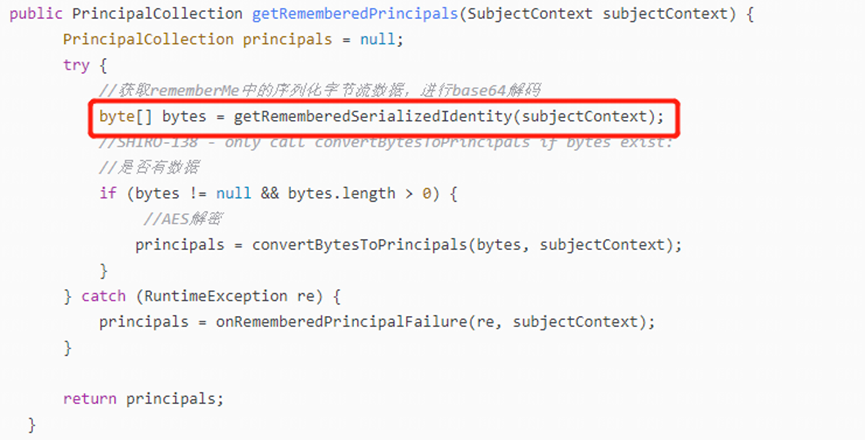 public PrincipalCollection getRememberedPrincipals(SubjectContext subjectContext) {
PrincipalCollection principals = null;
try {
//获取rememberMe中的序列化字节流数据，进行base64解码
byte[] bytes = getRememberedSerializedIdentity(subjectContext);
//SHIRO-138 - only call convertBytesToPrincipals if bytes exist:
//是否有数据
if (bytes != null && bytes.length > 0) {
//AES解密
principals = convertBytesToPrincipals(bytes, subjectContext);
}
} catch (RuntimeException re) {
principals = onRememberedPrincipalFailure(re, subjectContext);
}
return principals;
}